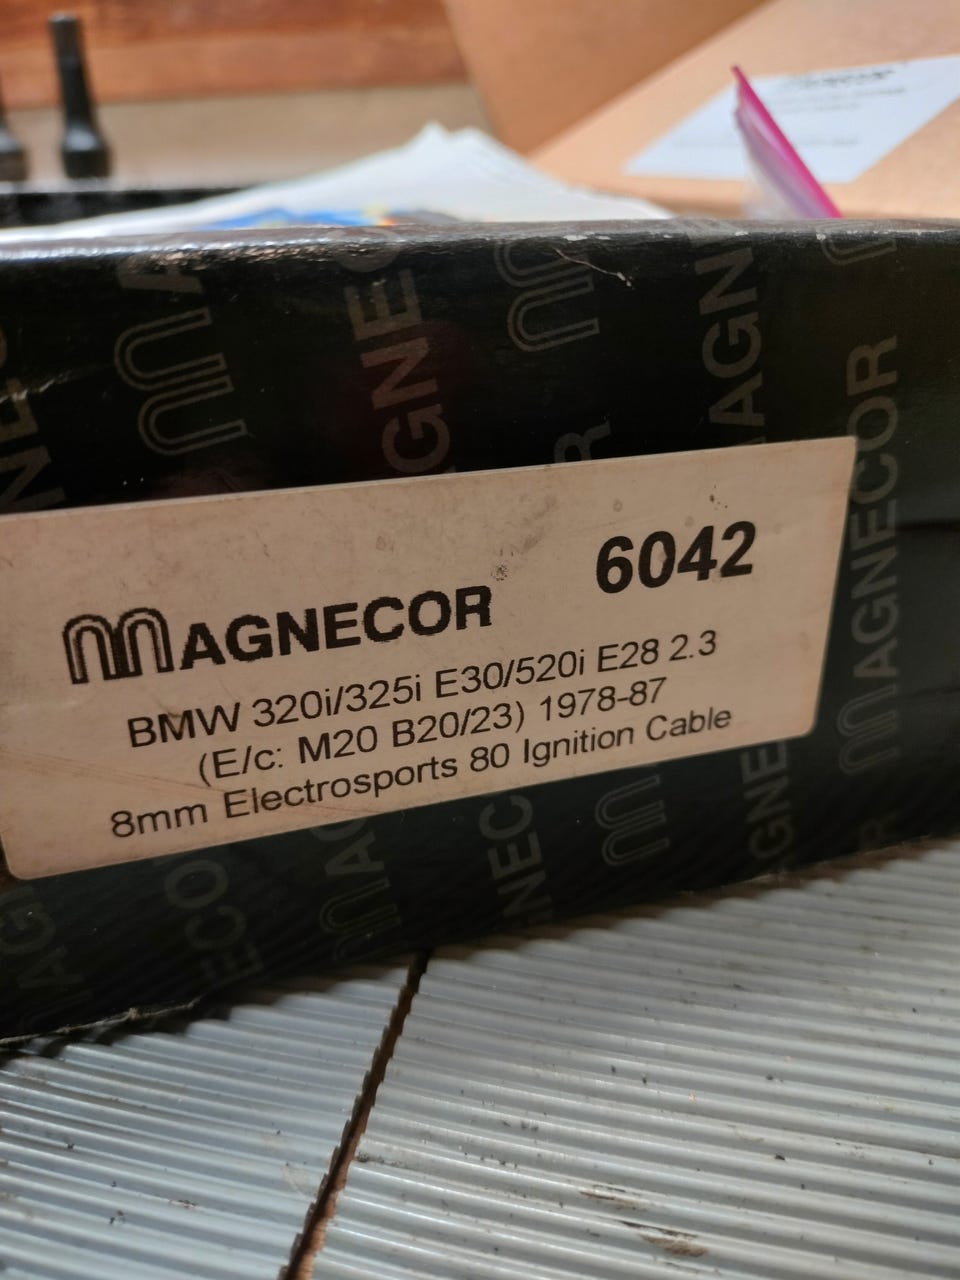 MAGNECOR 6042
BMW 320i/325i E30/520i E28 2.3
(E/c: M20 B20/23) 1978-87
8mm Electrosports 80 Ignition Cable